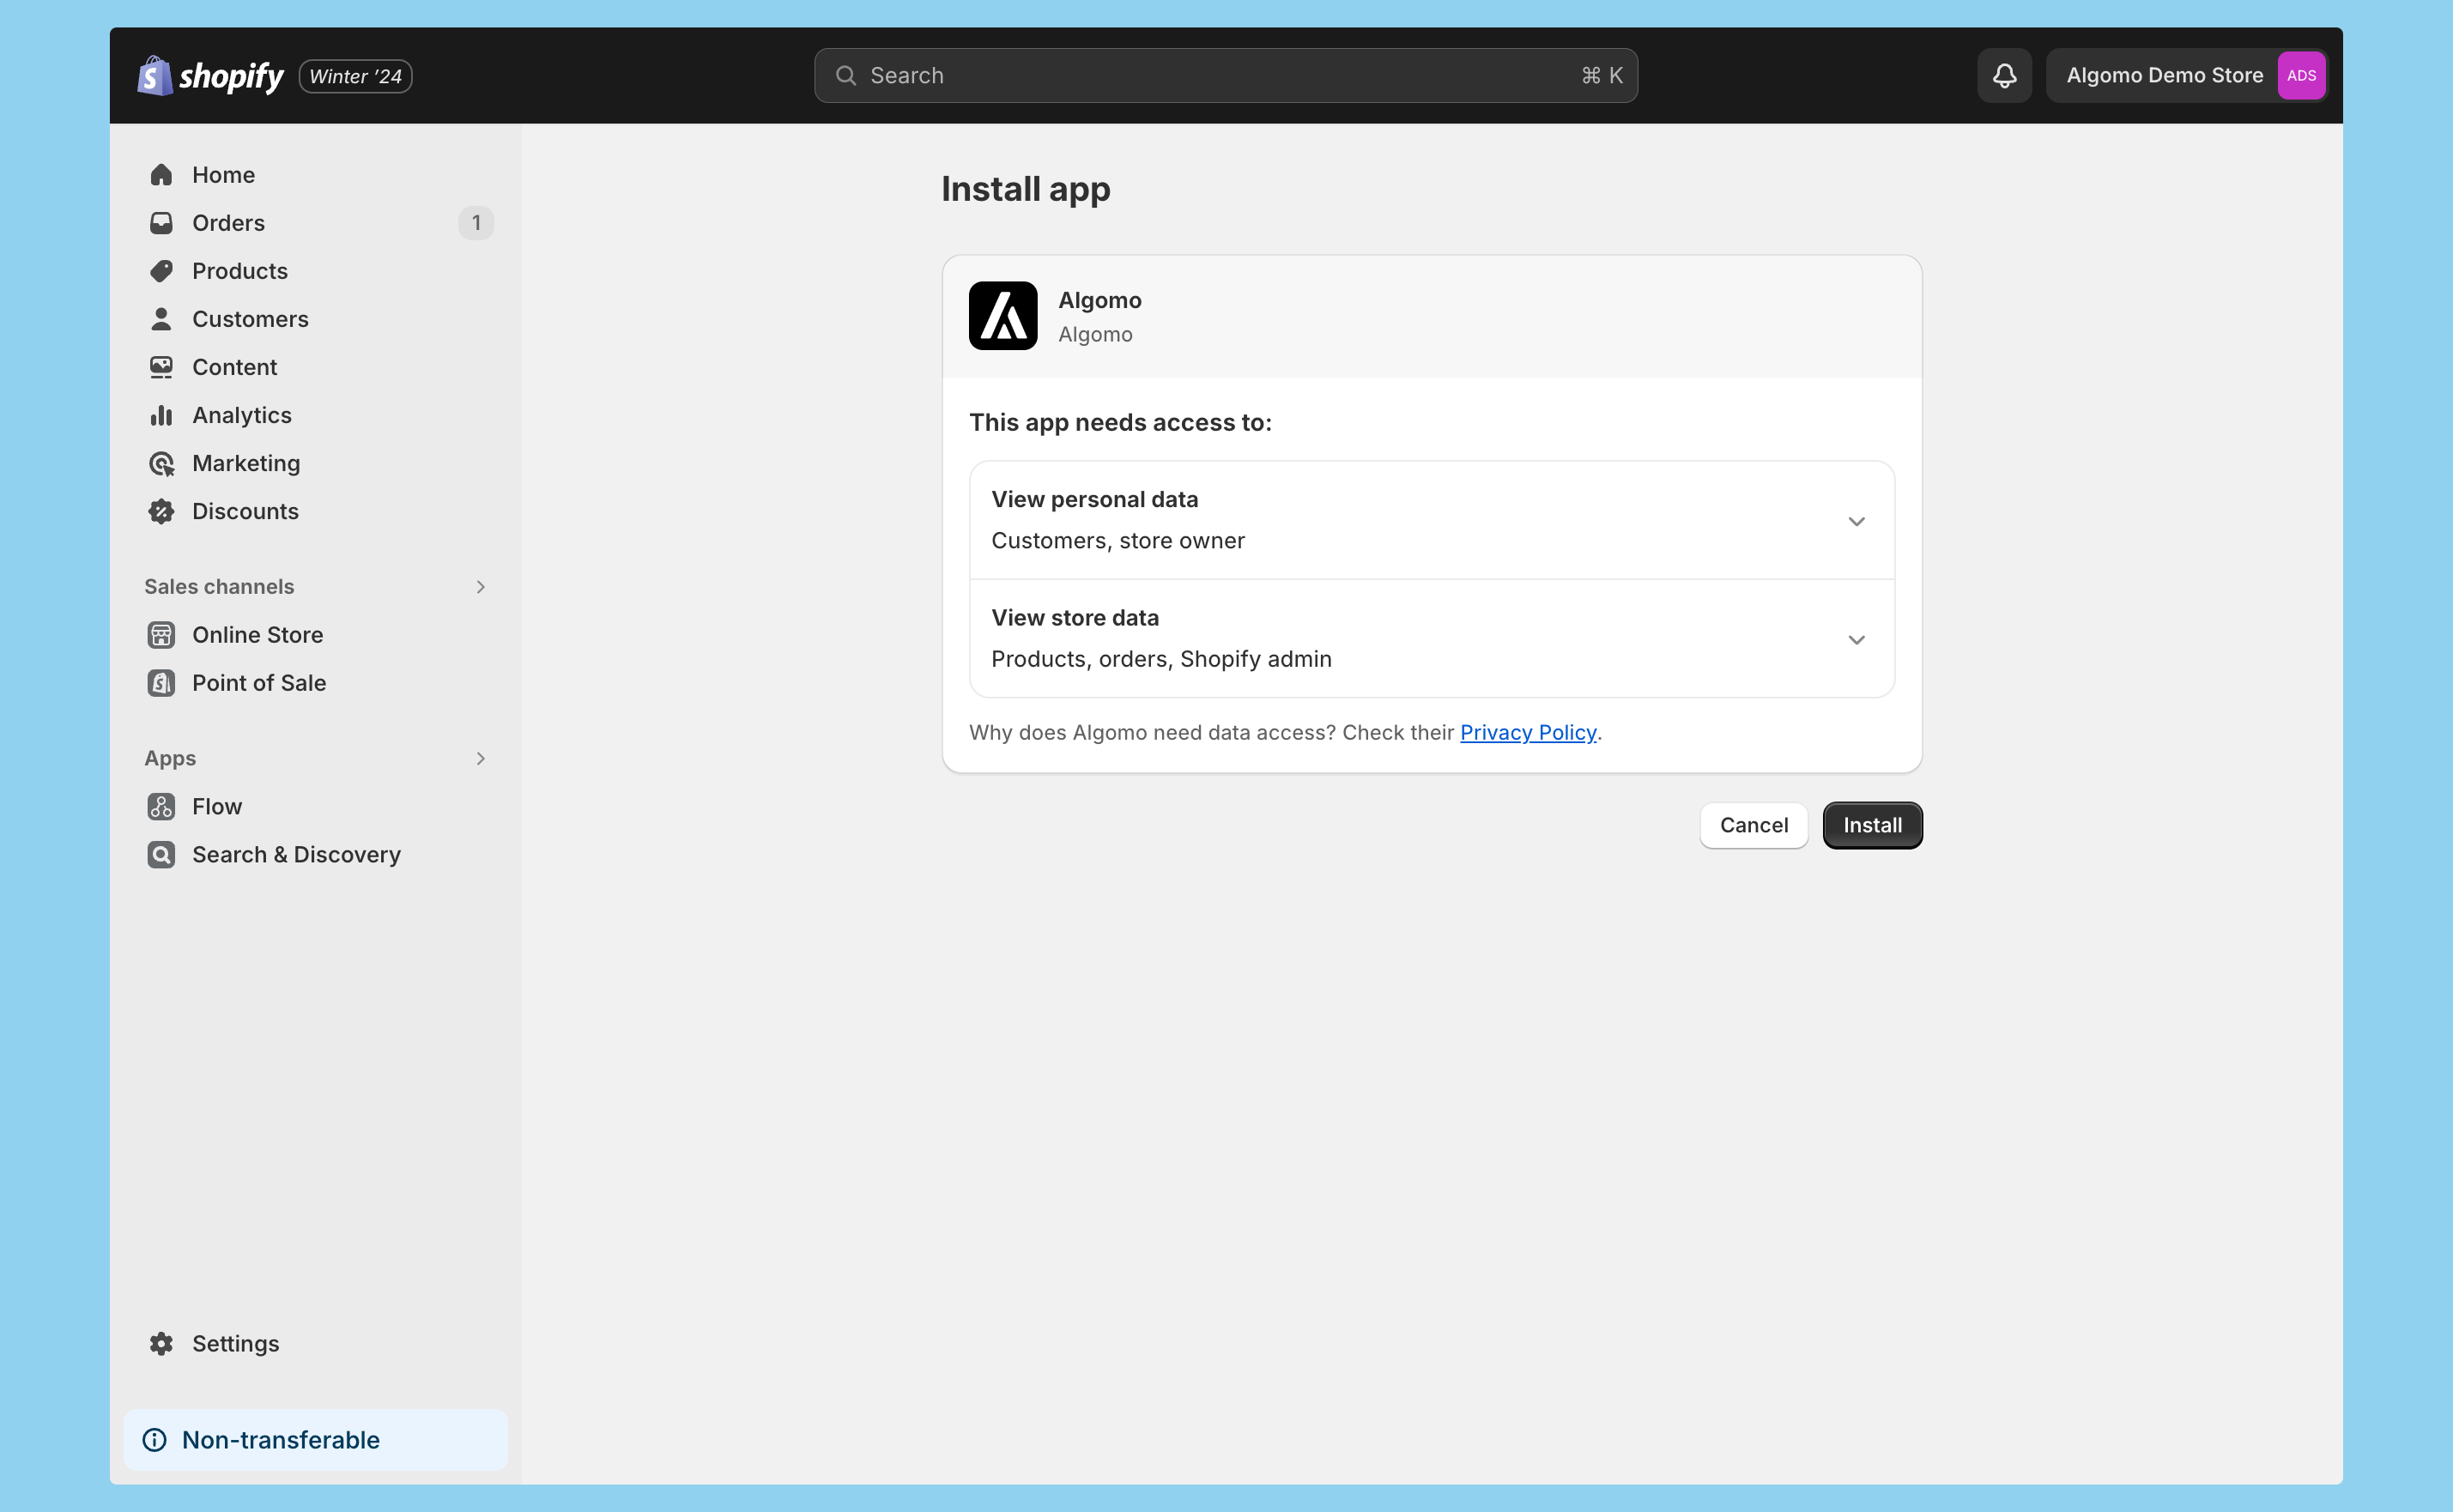 shopify Winter '24
Search ⌘ K
Algomo Demo Store ADS
Home
Orders 1
Products
Customers
Content
Analytics
Marketing
Discounts
Sales channels
Online Store
Point of Sale
Apps
Flow
Search & Discovery
Settings
Non-transferable
Install app
Algomo
Algomo
This app needs access to:
View personal data
Customers, store owner
View store data
Products, orders, Shopify admin
Why does Algomo need data access? Check their Privacy Policy.
Cancel Install